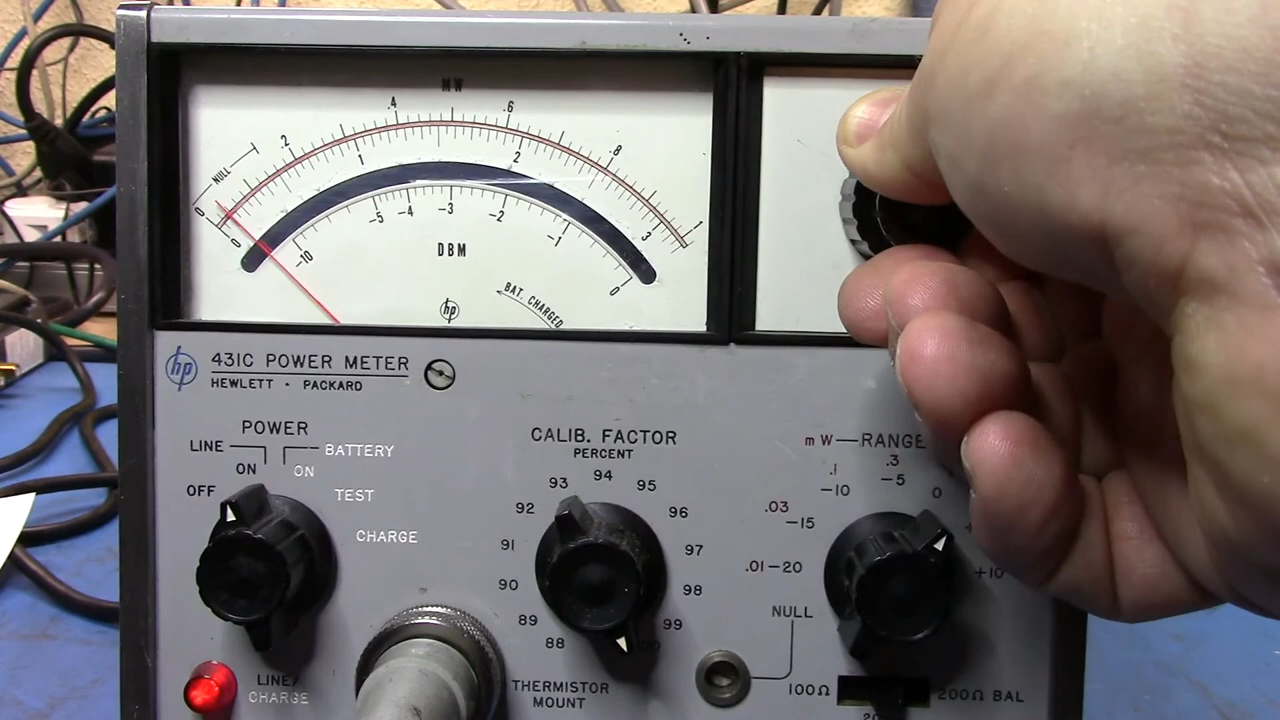 MW
.4 .6
.2 .8
NULL
1 2
0 1
0 3
-5 -4 -3 -2 -1
-10 0
DBM
BAT. CHARGED
hp
hp 431C POWER METER
HEWLETT · PACKARD
POWER
LINE BATTERY
ON ON
OFF TEST
CHARGE
LINE/
CHARGE
CALIB. FACTOR
PERCENT
94
93 95
92 96
91 97
90 98
89 99
88
THERMISTOR
MOUNT
mW—RANGE
.1 .3
-10 -5 0
.03 -15
.01-20 +10
NULL
100Ω 200Ω BAL